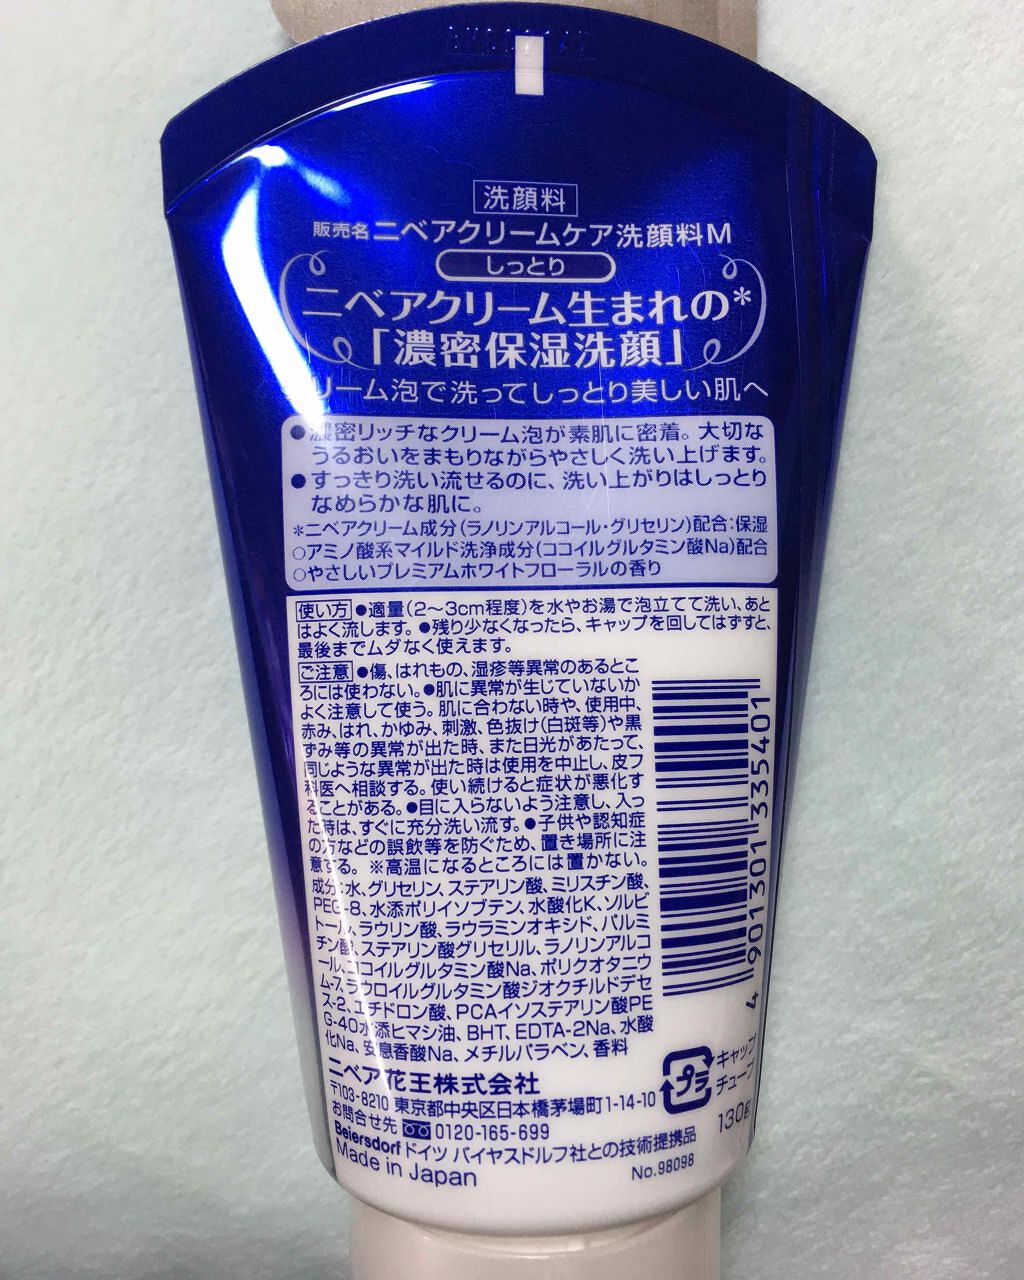 洗顔料
販売名ニベアクリームケア洗顔料M
しっとり
ニベアクリーム生まれの*
「濃密保湿洗顔」
リーム泡で洗ってしっとり美しい肌へ
●濃密リッチなクリーム泡が素肌に密着。大切な
うるおいをまもりながらやさしく洗い上げます。
●すっきり洗い流せるのに、洗い上がりはしっとり
なめらかな肌に。
*ニベアクリーム成分(ラノリンアルコール・グリセリン)配合:保湿
○アミノ酸系マイルド洗浄成分(ココイルグルタミン酸Na)配合
○やさしいプレミアムホワイトフローラルの香り
使い方 ●適量(2〜3cm程度)を水やお湯で泡立てて洗い、あと
はよく流します。●残り少なくなったら、キャップを回してはずすと、
最後までムダなく使えます。
ご注意 ●傷、はれもの、湿疹等異常のあるとこ
ろには使わない。●肌に異常が生じていないか
よく注意して使う。肌に合わない時や、使用中、
赤み、はれ、かゆみ、刺激、色抜け(白斑等)や黒
ずみ等の異常が出た時、また日光があたって、
同じような異常が出た時は使用を中止し、皮フ
科医へ相談する。使い続けると症状が悪化す
ることがある。●目に入らないよう注意し、入っ
た時は、すぐに充分洗い流す。●子供や認知症
の方などの誤飲等を防ぐため、置き場所に注
意する。※高温になるところには置かない。
成分:水、グリセリン、ステアリン酸、ミリスチン酸、
PEG-8、水添ポリイソブテン、水酸化K、ソルビ
トール、ラウリン酸、ラウラミンオキシド、パルミ
チン酸、ステアリン酸グリセリル、ラノリンアルコ
ール、ココイルグルタミン酸Na、ポリクオタニウ
ム-7、ラウロイルグルタミン酸ジオクチルドデセ
ス-2、エチドロン酸、PCAイソステアリン酸PE
G-40水添ヒマシ油、BHT、EDTA-2Na、水酸
化Na、安息香酸Na、メチルパラベン、香料
4 901301 335401
ニベア花王株式会社
〒103-8210 東京都中央区日本橋茅場町1-14-10
お問合せ先 0120-165-699
Beiersdorf ドイツ バイヤスドルフ社との技術提携品
Made in Japan
No.98098
プラ
キャップ
チューブ
130g